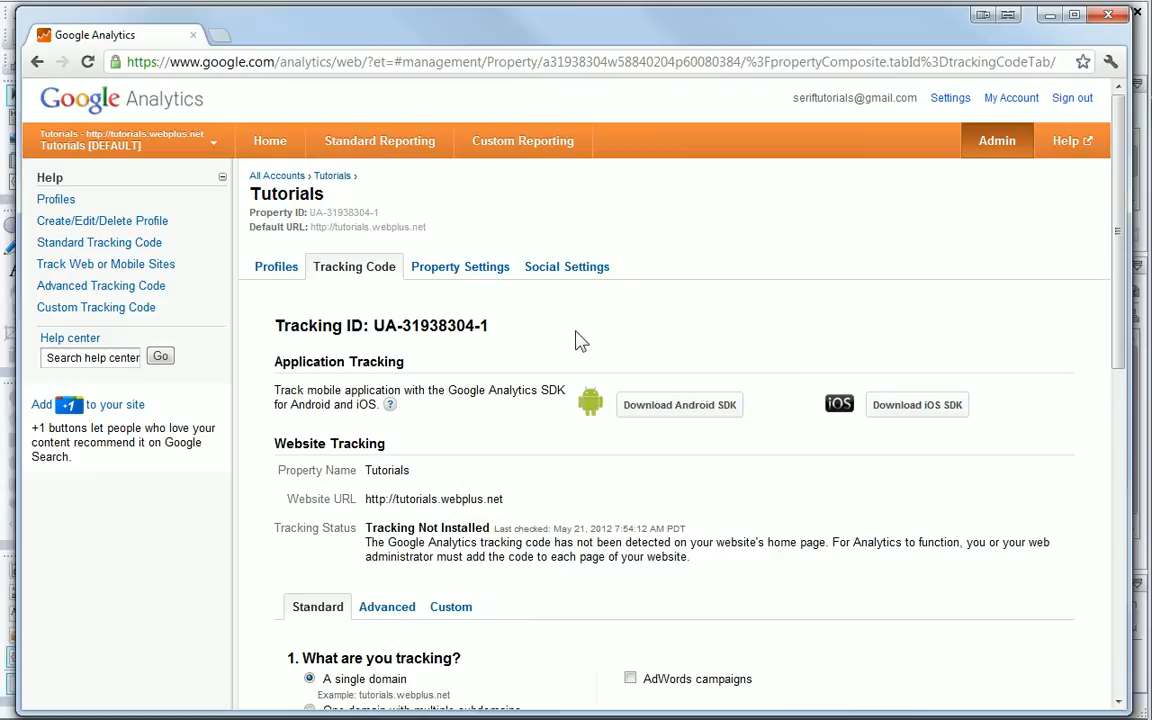 Google Analytics
https://www.google.com/analytics/web/?et=#management/Property/a31938304w58840204p60080384/%3FpropertyComposite.tabId%3DtrackingCodeTab/
Google Analytics
seriftutorials@gmail.com Settings My Account Sign out
Tutorials - http://tutorials.webplus.net
Tutorials [DEFAULT]
Home Standard Reporting Custom Reporting Admin Help
Help
Profiles
Create/Edit/Delete Profile
Standard Tracking Code
Track Web or Mobile Sites
Advanced Tracking Code
Custom Tracking Code
Help center
Search help center Go
Add +1 to your site
+1 buttons let people who love your
content recommend it on Google
Search.
All Accounts › Tutorials ›
Tutorials
Property ID: UA-31938304-1
Default URL: http://tutorials.webplus.net
Profiles Tracking Code Property Settings Social Settings
Tracking ID: UA-31938304-1
Application Tracking
Track mobile application with the Google Analytics SDK
for Android and iOS. ?
Download Android SDK
iOS Download iOS SDK
Website Tracking
Property Name Tutorials
Website URL http://tutorials.webplus.net
Tracking Status Tracking Not Installed Last checked: May 21, 2012 7:54:12 AM PDT
The Google Analytics tracking code has not been detected on your website's home page. For Analytics to function, you or your web
administrator must add the code to each page of your website.
Standard Advanced Custom
1. What are you tracking?
A single domain
Example: tutorials.webplus.net
One domain with multiple subdomains
AdWords campaigns